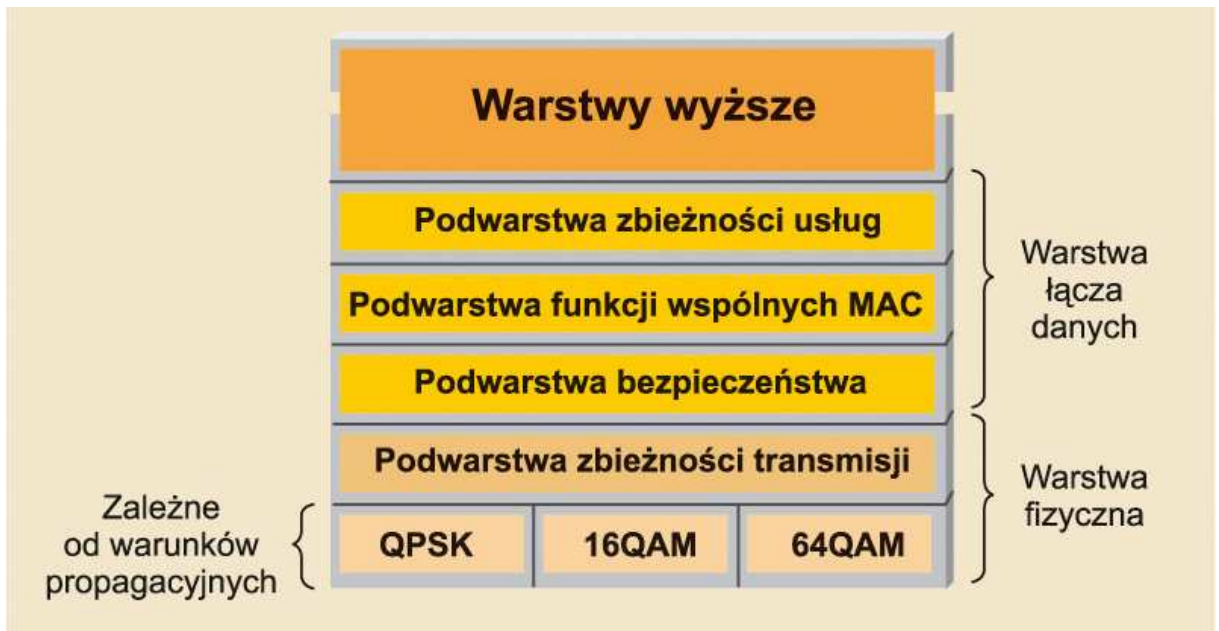 Warstwy wyższe
Podwarstwa zbieżności usług
Podwarstwa funkcji wspólnych MAC
Podwarstwa bezpieczeństwa
Warstwa
łącza
danych
Podwarstwa zbieżności transmisji
Warstwa
fizyczna
Zależne
od warunków
propagacyjnych
QPSK
16QAM
64QAM